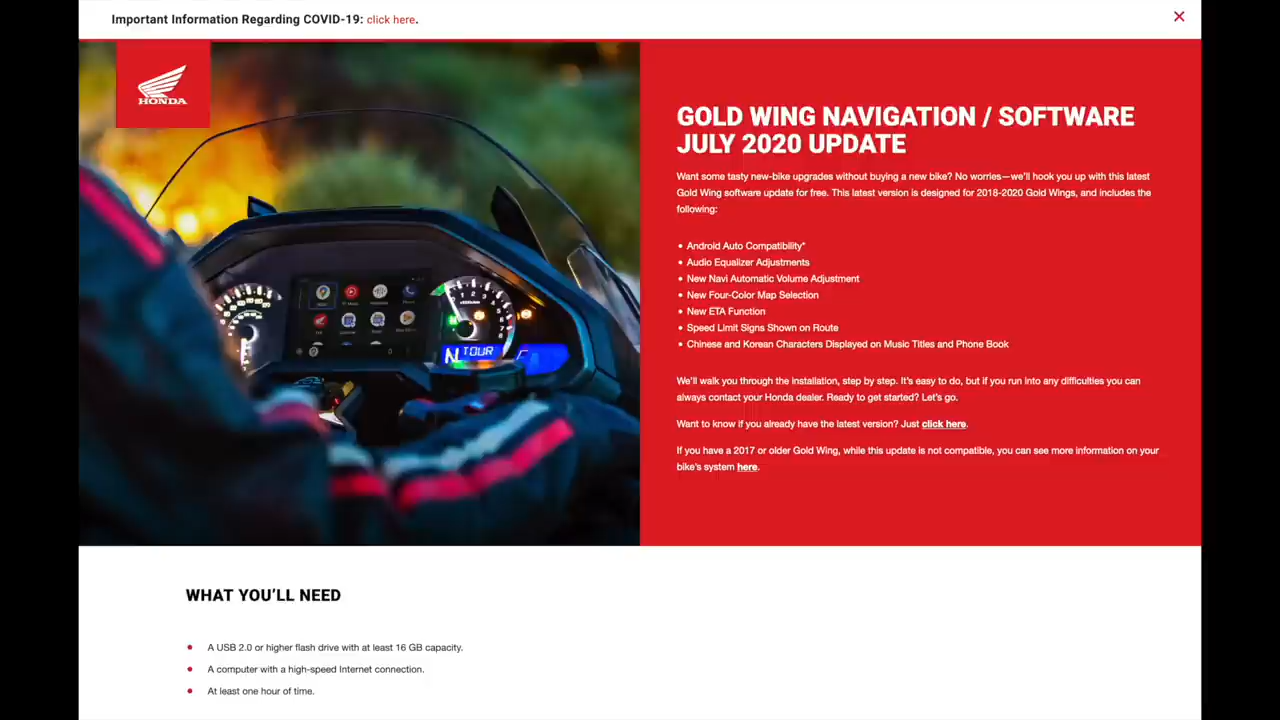 Important Information Regarding COVID-19: click here.
HONDA
GOLD WING NAVIGATION / SOFTWARE
JULY 2020 UPDATE
Want some tasty new-bike upgrades without buying a new bike? No worries—we'll hook you up with this latest
Gold Wing software update for free. This latest version is designed for 2018-2020 Gold Wings, and includes the
following:
• Android Auto Compatibility*
• Audio Equalizer Adjustments
• New Navi Automatic Volume Adjustment
• New Four-Color Map Selection
• New ETA Function
• Speed Limit Signs Shown on Route
• Chinese and Korean Characters Displayed on Music Titles and Phone Book
We'll walk you through the installation, step by step. It's easy to do, but if you run into any difficulties you can
always contact your Honda dealer. Ready to get started? Let's go.
Want to know if you already have the latest version? Just click here.
If you have a 2017 or older Gold Wing, while this update is not compatible, you can see more information on your
bike's system here.
N TOUR
WHAT YOU'LL NEED
• A USB 2.0 or higher flash drive with at least 16 GB capacity.
• A computer with a high-speed Internet connection.
• At least one hour of time.